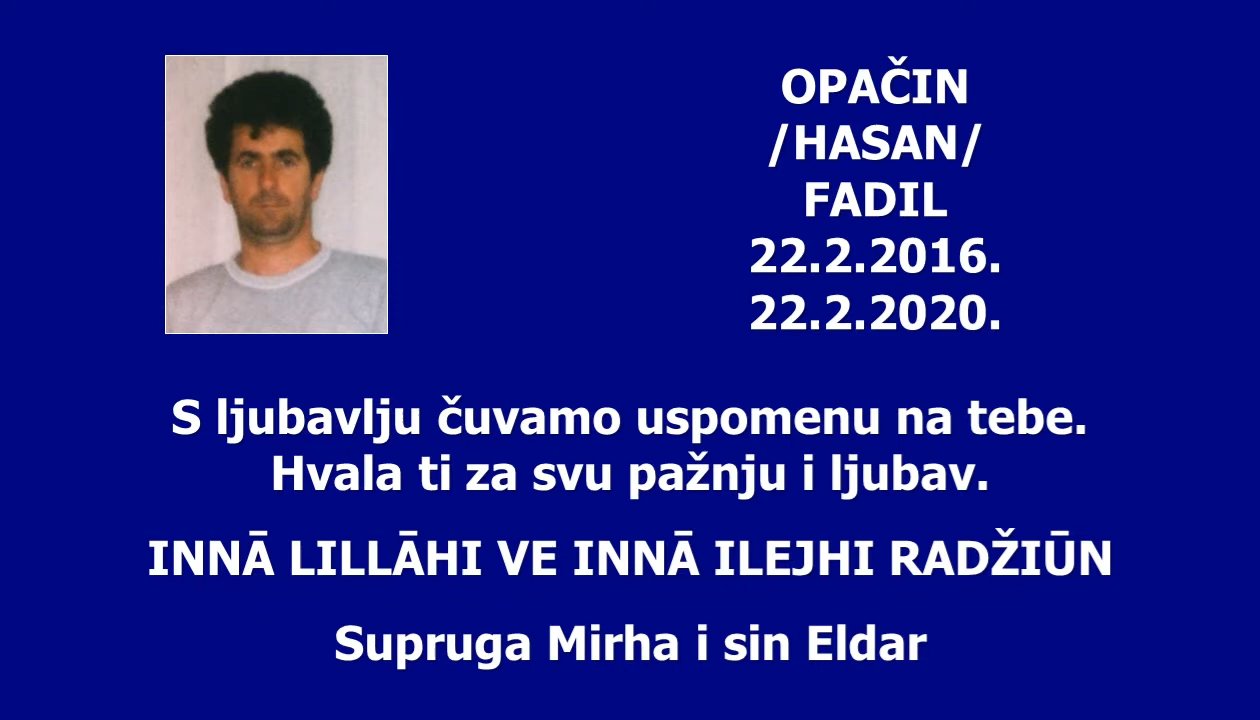 OPAČIN
/HASAN/
FADIL
22.2.2016.
22.2.2020.
S ljubavlju čuvamo uspomenu na tebe.
Hvala ti za svu pažnju i ljubav.
INNĀ LILLĀHI VE INNĀ ILEJHI RADŽIŪN
Supruga Mirha i sin Eldar